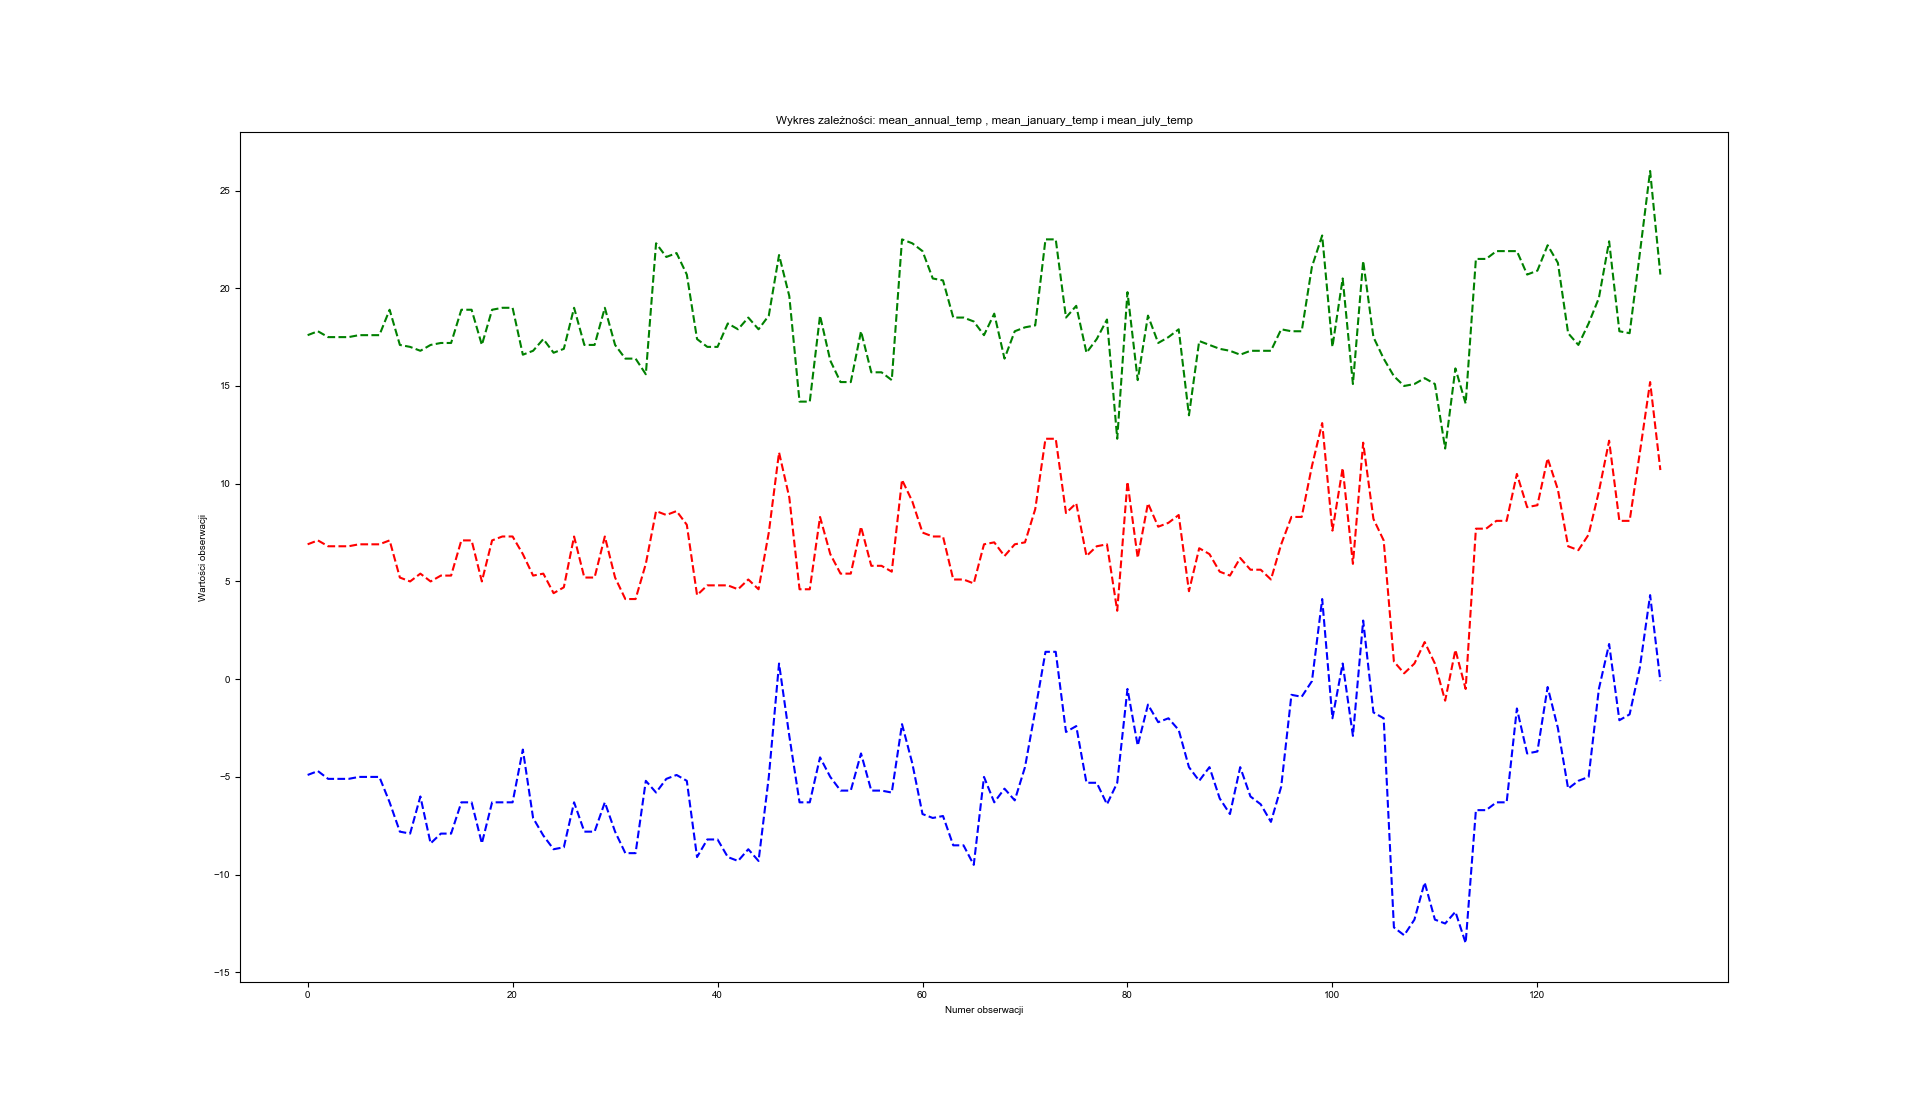 Wykres zależności: mean_annual_temp , mean_january_temp i mean_july_temp
25
20
15
10
5
0
−5
−10
−15
Wartości obserwacji
0 20 40 60 80 100 120
Numer obserwacji